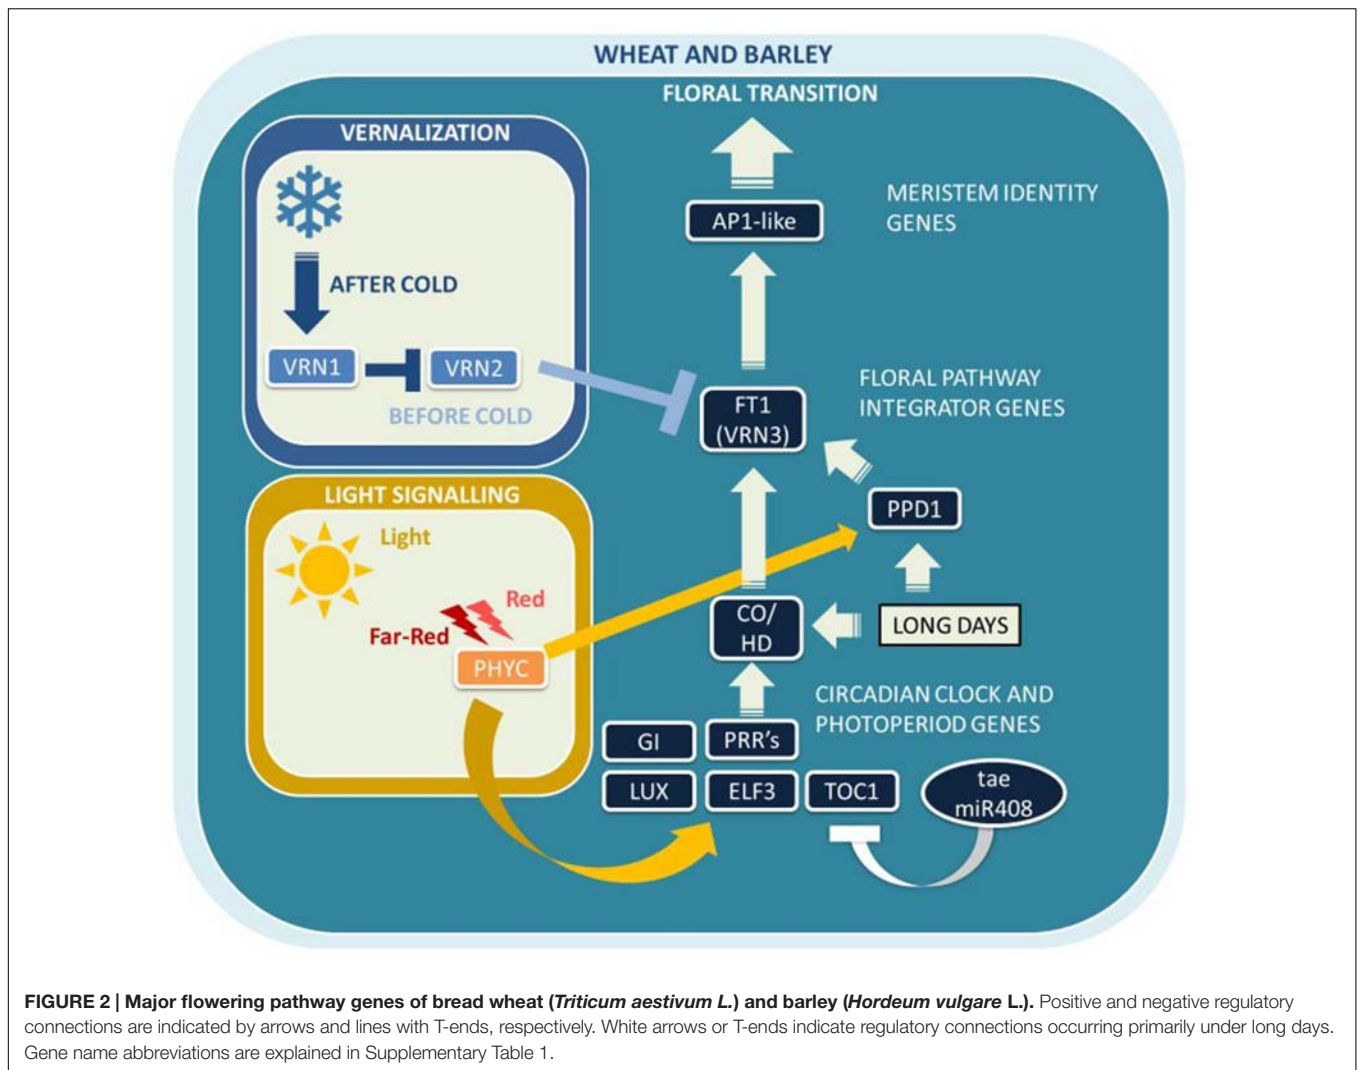 WHEAT AND BARLEY
FLORAL TRANSITION
VERNALIZATION
AFTER COLD
VRN1
VRN2
BEFORE COLD
AP1-like
MERISTEM IDENTITY
GENES
FT1
(VRN3)
FLORAL PATHWAY
INTEGRATOR GENES
PPD1
LIGHT SIGNALLING
Light
Red
Far-Red
PHYC
CO/
HD
LONG DAYS
CIRCADIAN CLOCK AND
PHOTOPERIOD GENES
GI
PRR's
LUX
ELF3
TOC1
tae
miR408
FIGURE 2 | Major flowering pathway genes of bread wheat (Triticum aestivum L.) and barley (Hordeum vulgare L.). Positive and negative regulatory
connections are indicated by arrows and lines with T-ends, respectively. White arrows or T-ends indicate regulatory connections occurring primarily under long days.
Gene name abbreviations are explained in Supplementary Table 1.